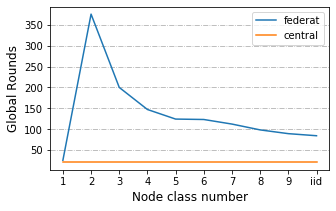 350
300
250
200
150
100
50
Global Rounds
federat
central
1 2 3 4 5 6 7 8 9 iid
Node class number